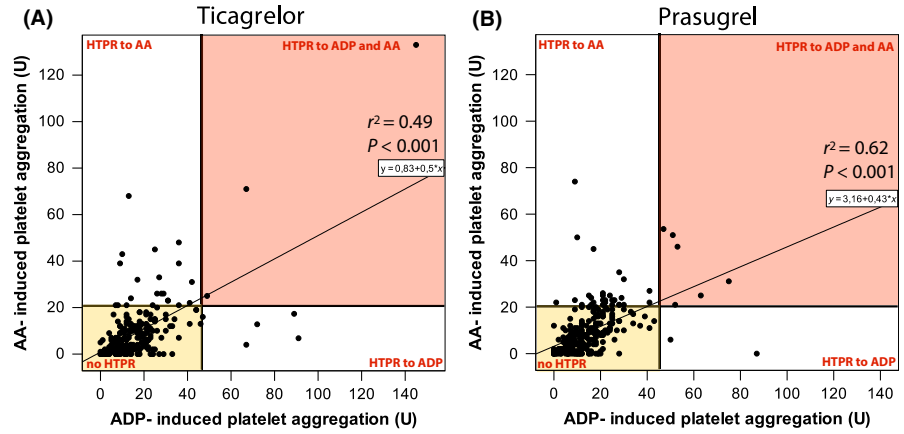 (A)
Ticagrelor
HTPR to AA
HTPR to ADP and AA
r² = 0.49
P < 0.001
y = 0,83+0,5*x
no HTPR
HTPR to ADP
AA- induced platelet aggregation (U)
120
100
80
60
40
20
0
0 20 40 60 80 100 120 140
ADP- induced platelet aggregation (U)
(B)
Prasugrel
HTPR to AA
HTPR to ADP and AA
r² = 0.62
P < 0.001
y = 3,16+0,43*x
no HTPR
HTPR to ADP
AA- induced platelet aggregation (U)
120
100
80
60
40
20
0
0 20 40 60 80 100 120 140
ADP- induced platelet aggregation (U)